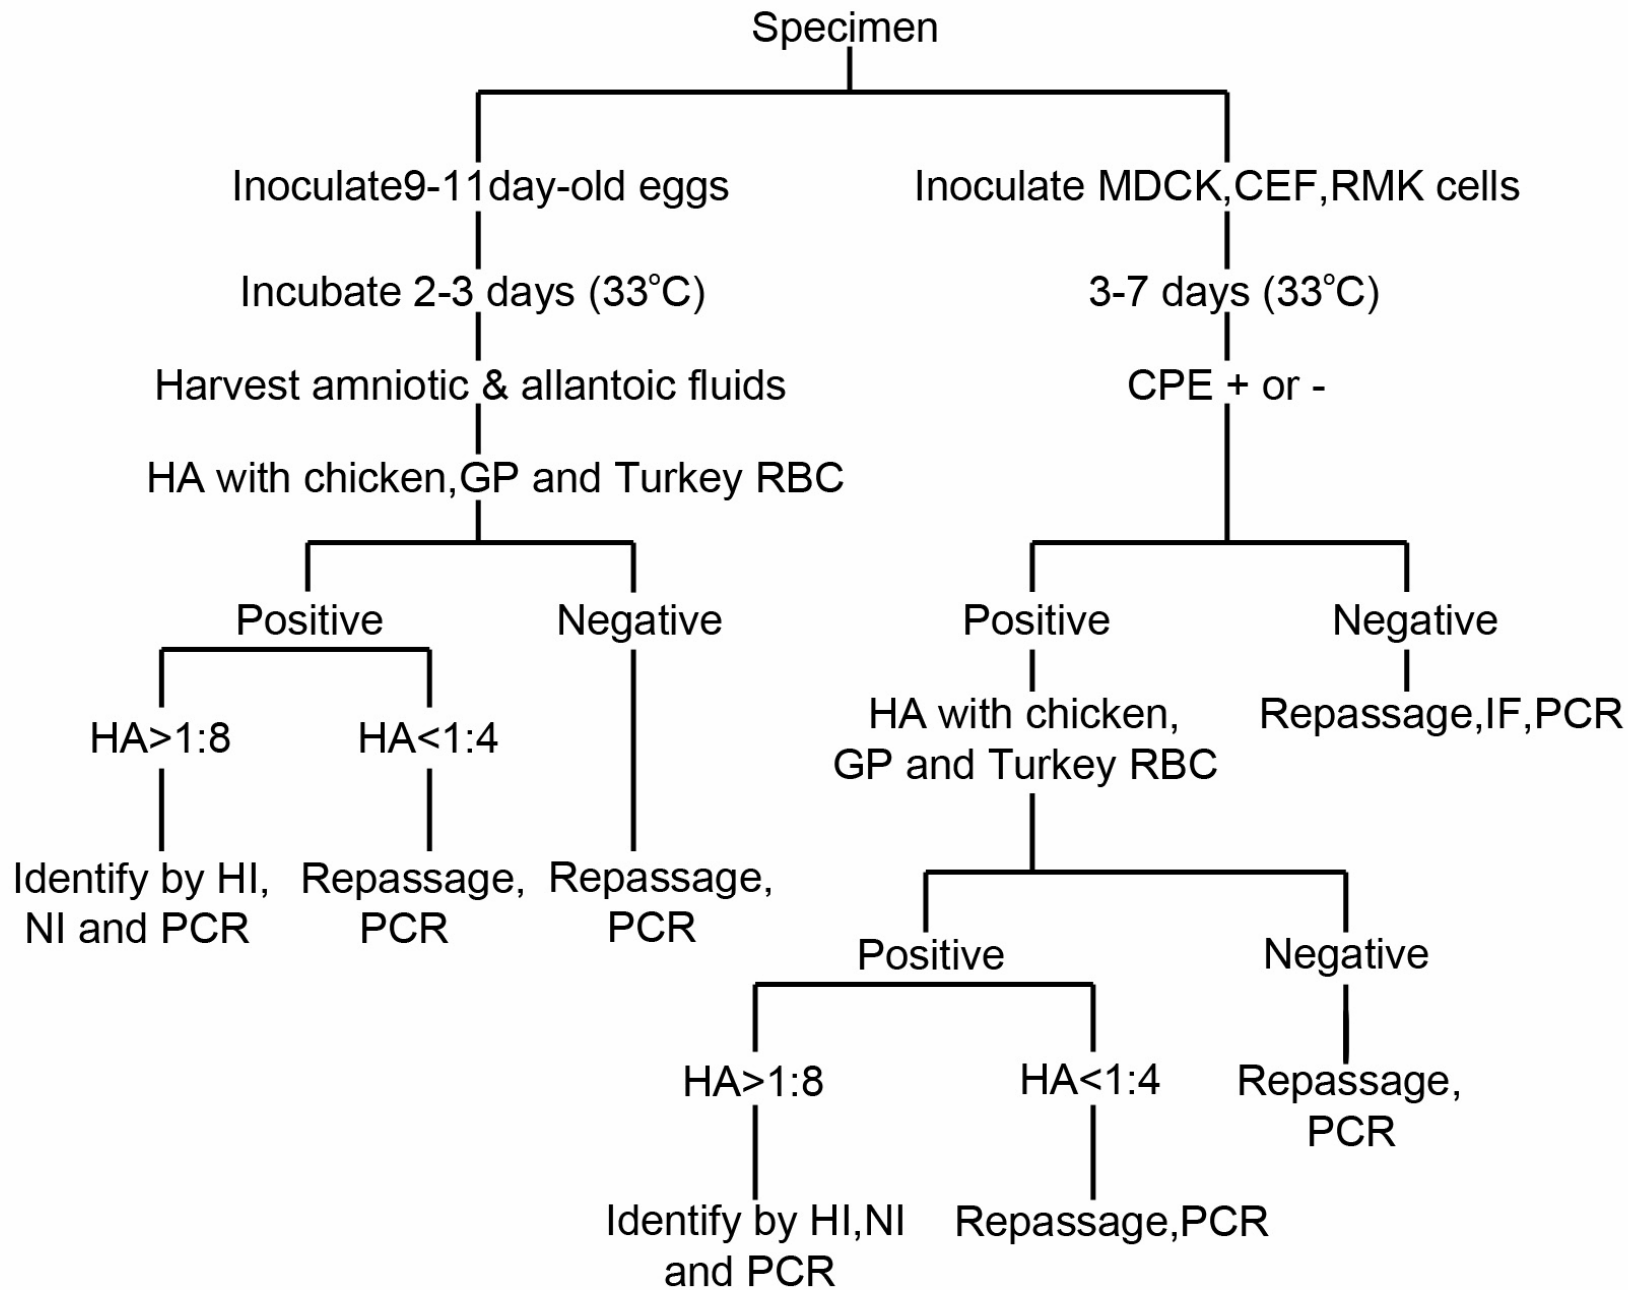 Specimen
Inoculate9-11day-old eggs
Inoculate MDCK,CEF,RMK cells
Incubate 2-3 days (33°C)
3-7 days (33°C)
Harvest amniotic & allantoic fluids
CPE + or -
HA with chicken,GP and Turkey RBC
Positive
Negative
Positive
Negative
HA>1:8
HA<1:4
HA with chicken,
GP and Turkey RBC
Repassage,IF,PCR
Identify by HI,
NI and PCR
Repassage,
PCR
Repassage,
PCR
Positive
Negative
HA>1:8
HA<1:4
Repassage,
PCR
Identify by HI,NI
and PCR
Repassage,PCR